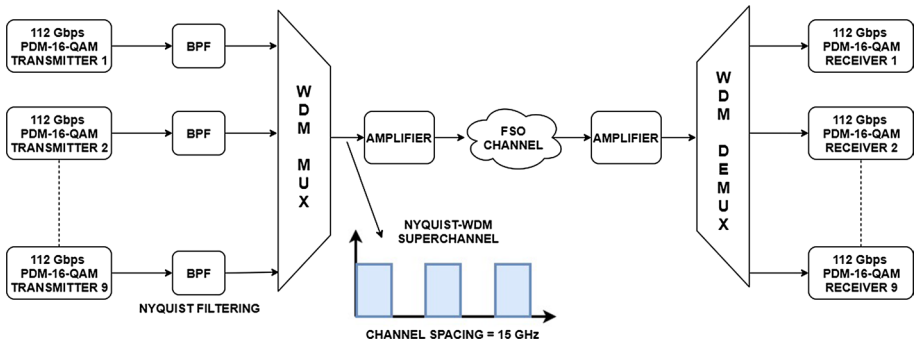 112 Gbps
PDM-16-QAM
TRANSMITTER 1
BPF
112 Gbps
PDM-16-QAM
TRANSMITTER 2
BPF
112 Gbps
PDM-16-QAM
TRANSMITTER 9
BPF
NYQUIST FILTERING
WDM MUX
AMPLIFIER
FSO
CHANNEL
AMPLIFIER
NYQUIST-WDM
SUPERCHANNEL
CHANNEL SPACING = 15 GHz
WDM DEMUX
112 Gbps
PDM-16-QAM
RECEIVER 1
112 Gbps
PDM-16-QAM
RECEIVER 2
112 Gbps
PDM-16-QAM
RECEIVER 9